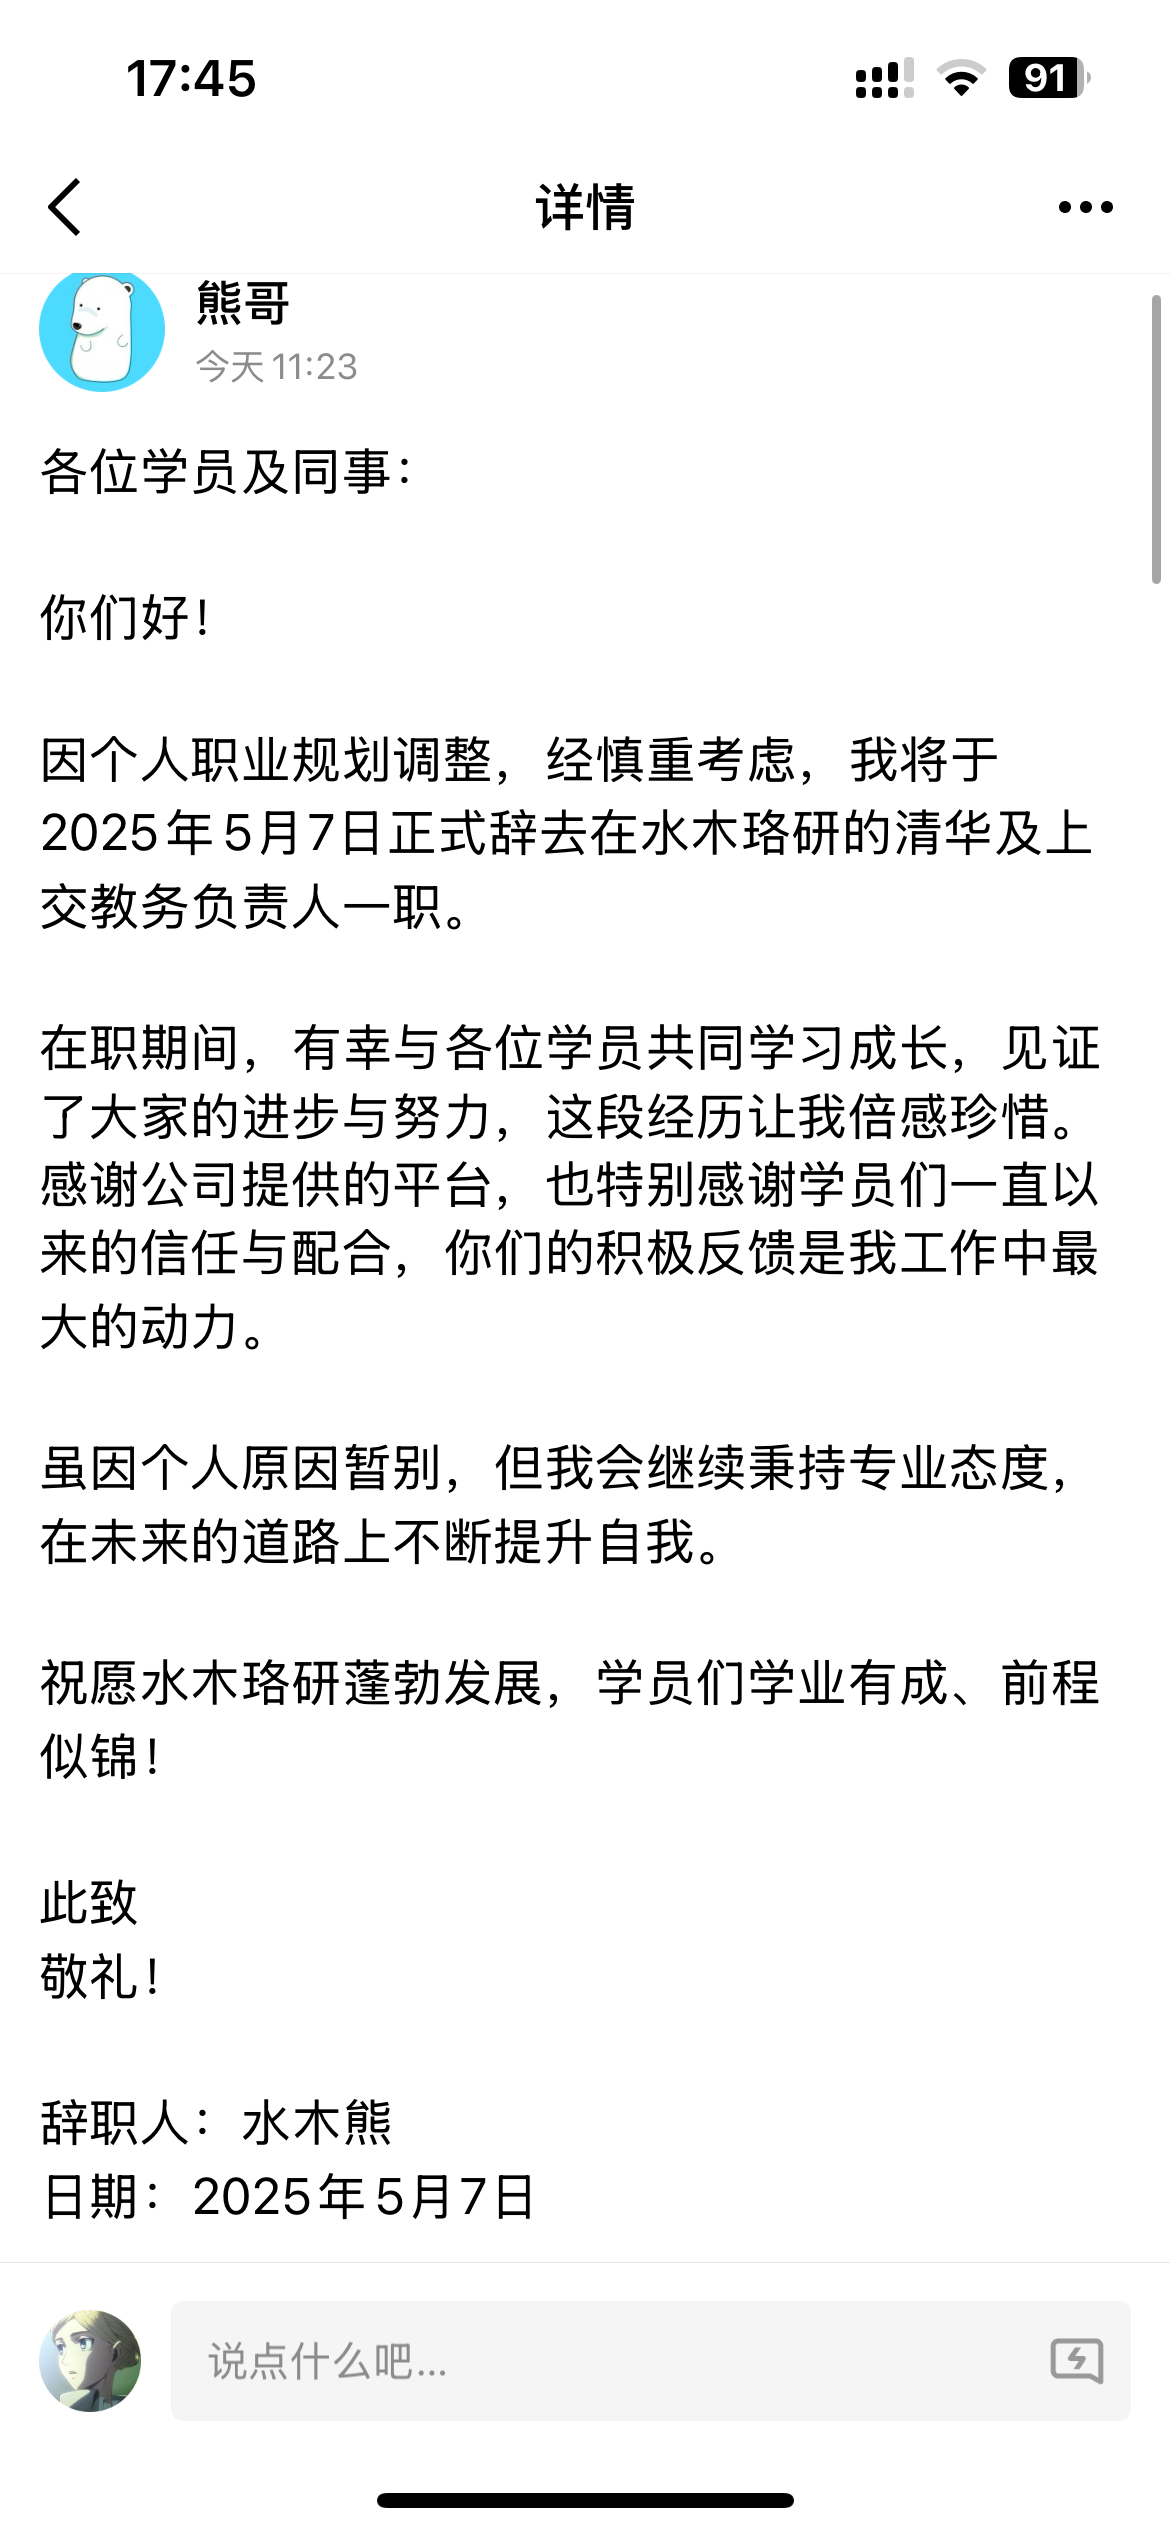 17:45
91
详情
熊哥
今天 11:23
各位学员及同事：
你们好！
因个人职业规划调整，经慎重考虑，我将于
2025年5月7日正式辞去在水木珞研的清华及上
交教务负责人一职。
在职期间，有幸与各位学员共同学习成长，见证
了大家的进步与努力，这段经历让我倍感珍惜。
感谢公司提供的平台，也特别感谢学员们一直以
来的信任与配合，你们的积极反馈是我工作中最
大的动力。
虽因个人原因暂别，但我会继续秉持专业态度，
在未来的道路上不断提升自我。
祝愿水木珞研蓬勃发展，学员们学业有成、前程
似锦！
此致
敬礼！
辞职人：水木熊
日期：2025年5月7日
说点什么吧...